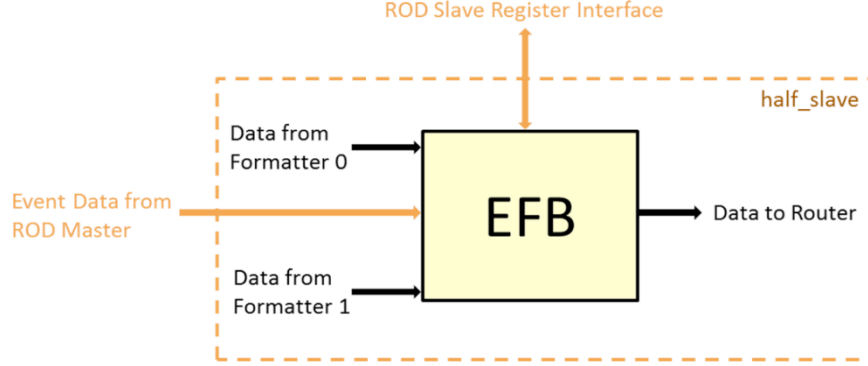 ROD Slave Register Interface
half_slave
Data from
Formatter 0
Event Data from
ROD Master
EFB
Data to Router
Data from
Formatter 1